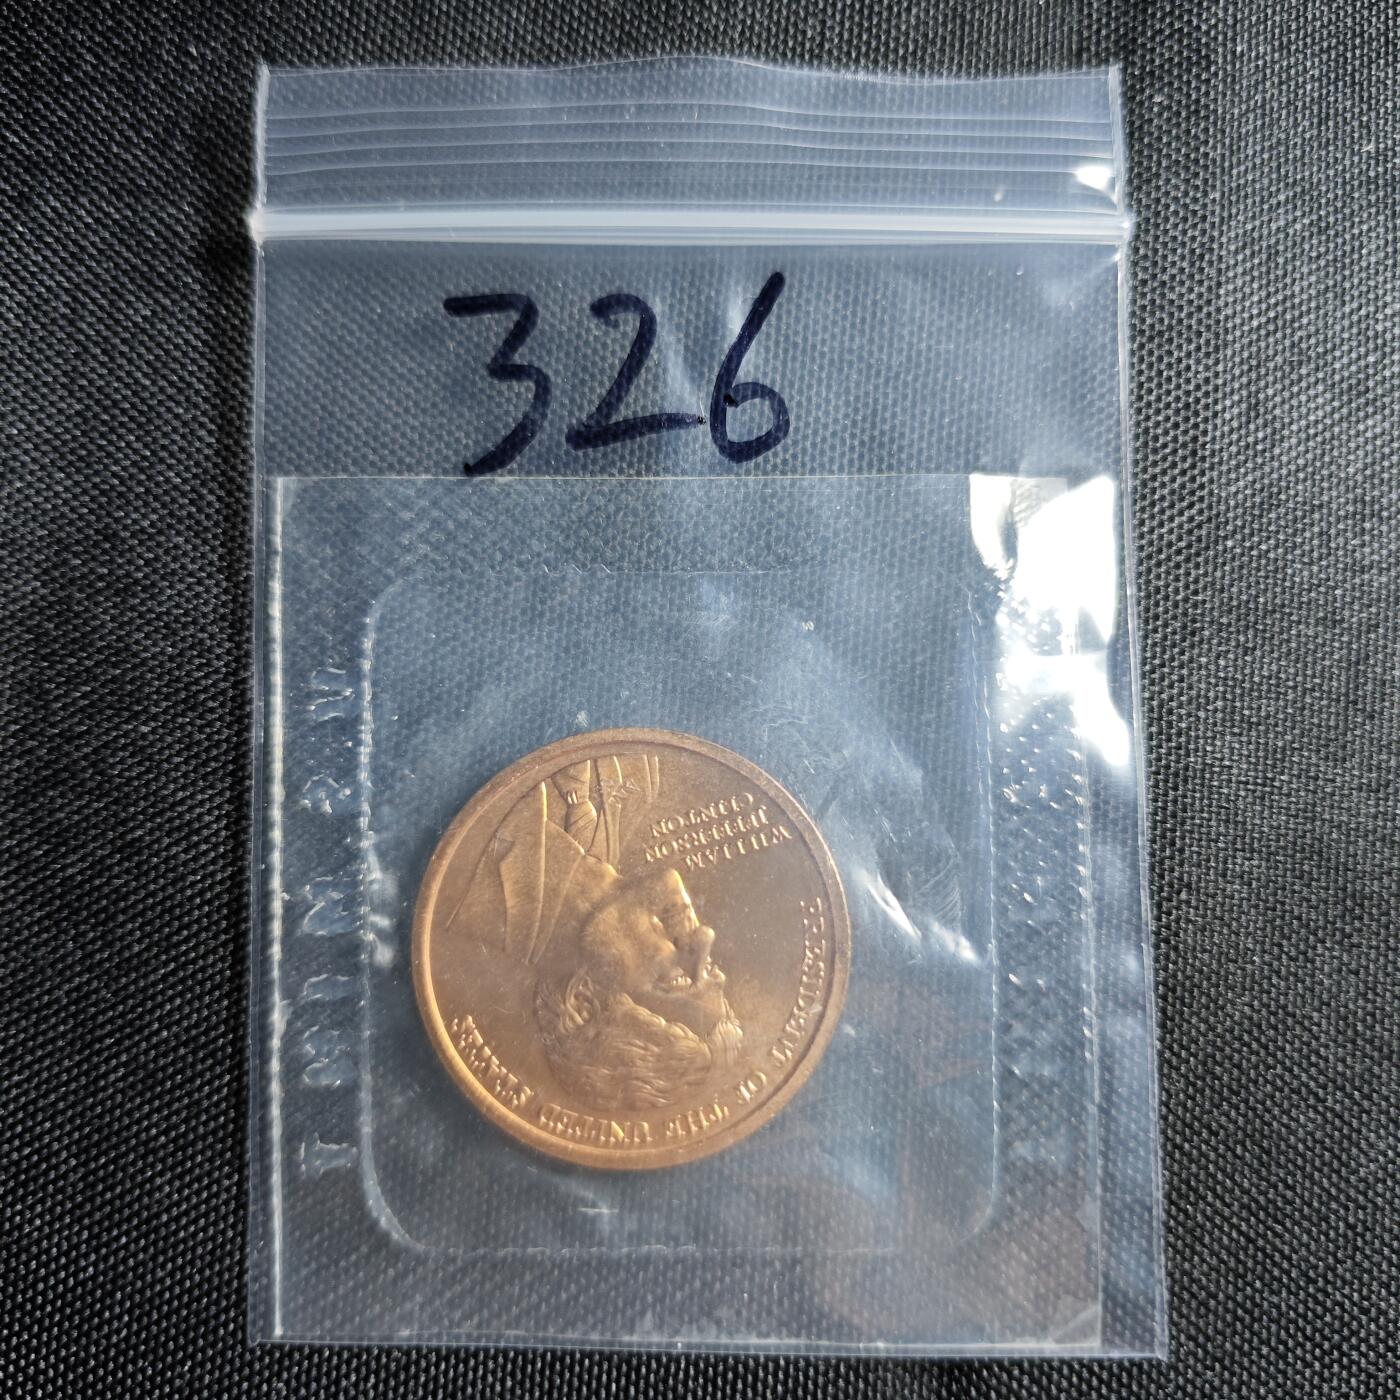 326
WILLIAM
JEFFERSON
CLINTON
PRESIDENT OF THE UNITED STATES